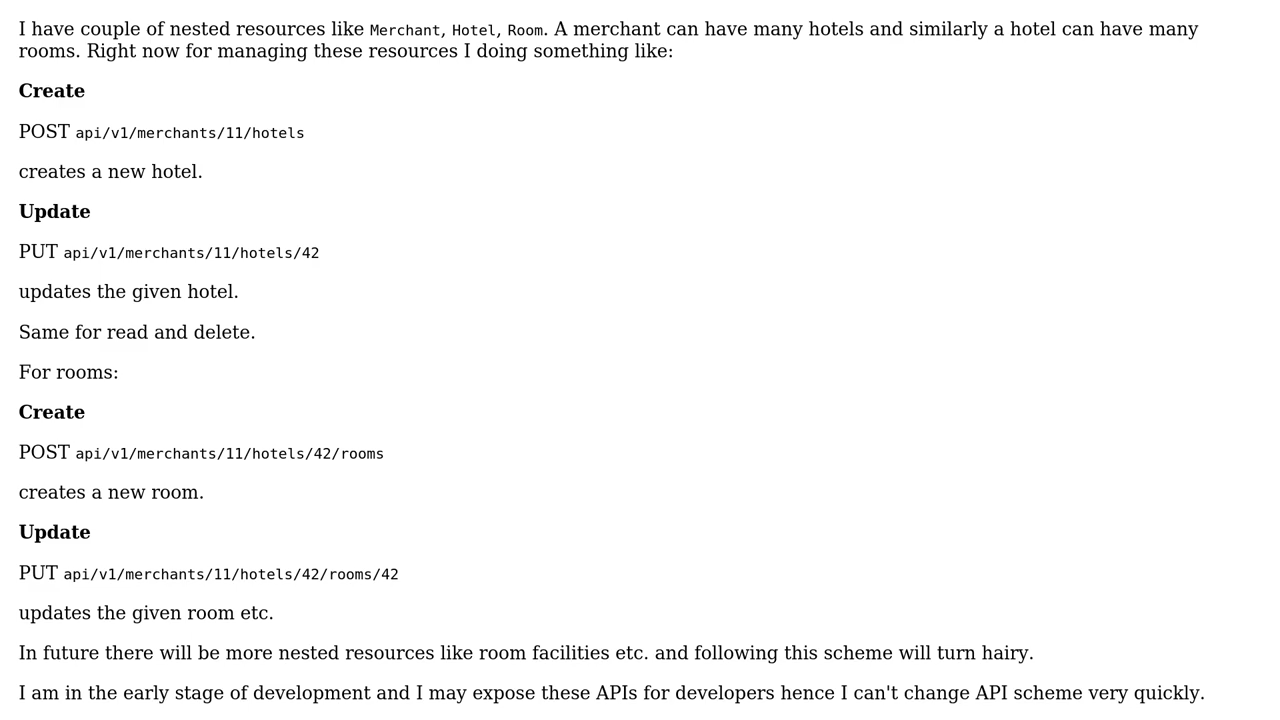 I have couple of nested resources like Merchant, Hotel, Room. A merchant can have many hotels and similarly a hotel can have many
rooms. Right now for managing these resources I doing something like:
Create
POST api/v1/merchants/11/hotels
creates a new hotel.
Update
PUT api/v1/merchants/11/hotels/42
updates the given hotel.
Same for read and delete.
For rooms:
Create
POST api/v1/merchants/11/hotels/42/rooms
creates a new room.
Update
PUT api/v1/merchants/11/hotels/42/rooms/42
updates the given room etc.
In future there will be more nested resources like room facilities etc. and following this scheme will turn hairy.
I am in the early stage of development and I may expose these APIs for developers hence I can't change API scheme very quickly.